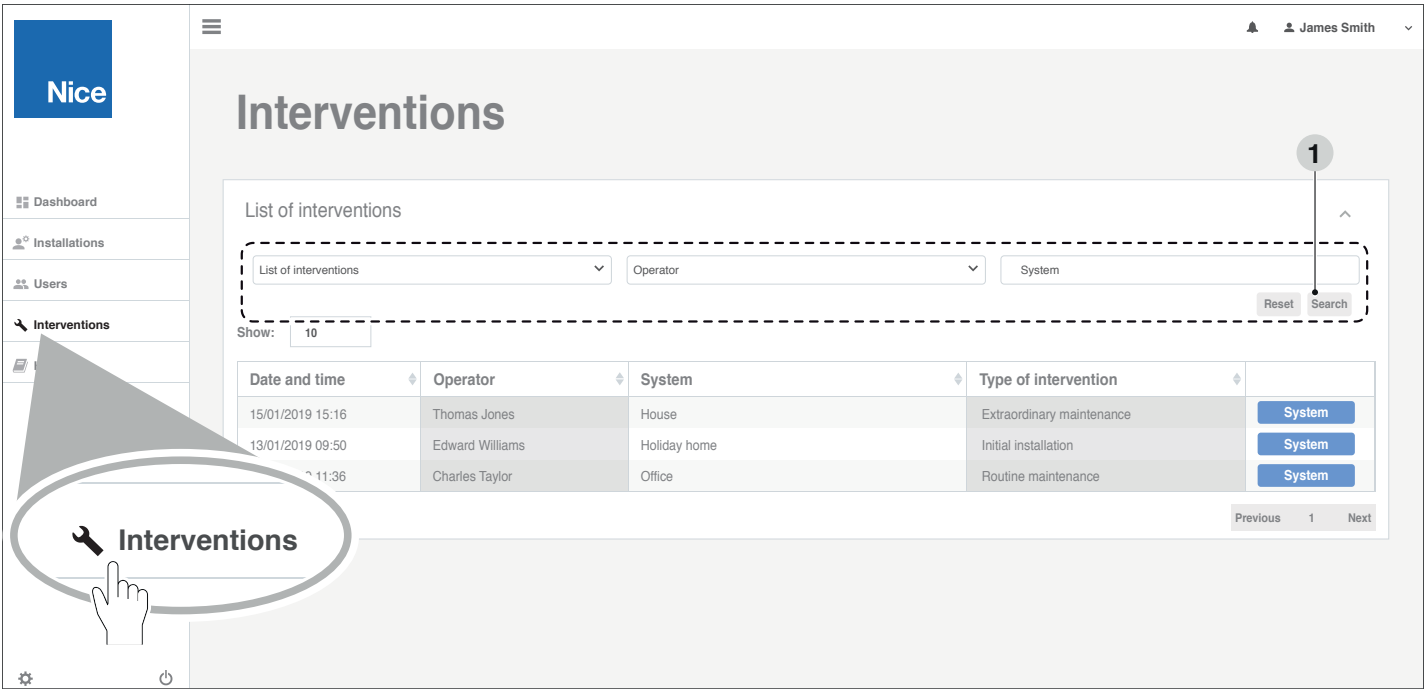 Nice
James Smith
Interventions
1
Dashboard
Installations
Users
Interventions
List of interventions
List of interventions Operator System
Reset Search
Show: 10
Date and time Operator System Type of intervention
15/01/2019 15:16 Thomas Jones House Extraordinary maintenance System
13/01/2019 09:50 Edward Williams Holiday home Initial installation System
11:36 Charles Taylor Office Routine maintenance System
Previous 1 Next
Interventions